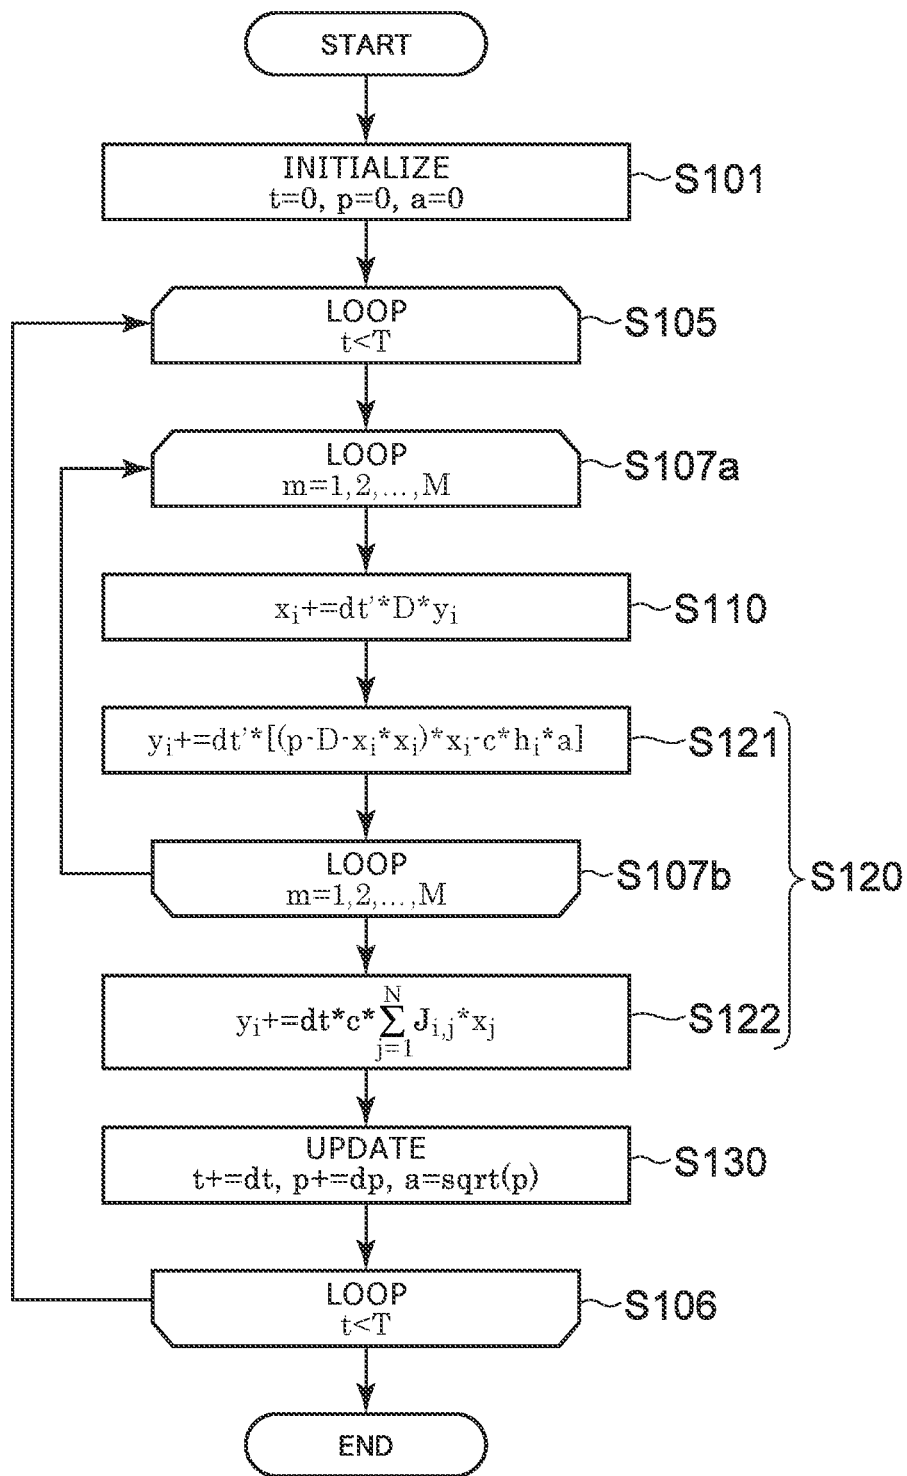 START
INITIALIZE
t=0, p=0, a=0
S101
LOOP
t<T
S105
LOOP
m=1,2,...,M
S107a
xᵢ+=dt'*D*yᵢ
S110
yᵢ+=dt'*[(p-D-xᵢ*xᵢ)*xᵢ-c*hᵢ*a]
S121
LOOP
m=1,2,...,M
S107b
S120
yᵢ+=dt*c*∑_{j=1}^{N} J_{i,j}*xⱼ
S122
UPDATE
t+=dt, p+=dp, a=sqrt(p)
S130
LOOP
t<T
S106
END